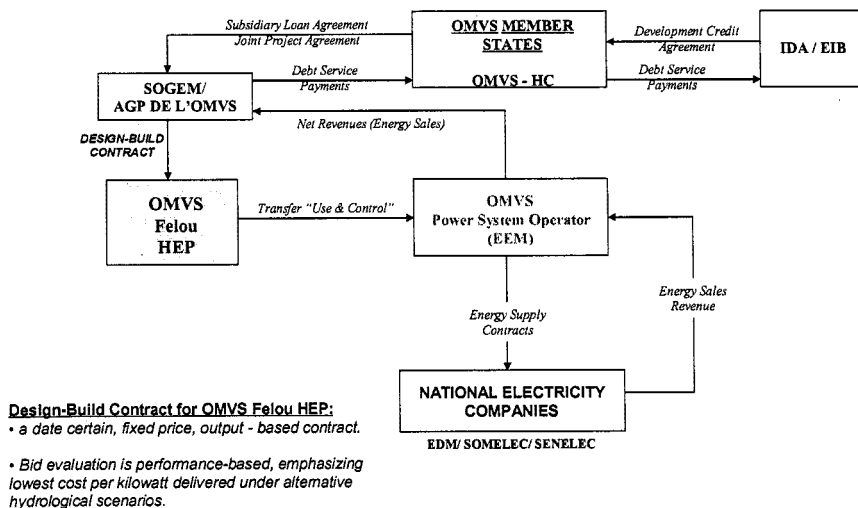 Subsidiary Loan Agreement
Joint Project Agreement
OMVS MEMBER
STATES
OMVS - HC
Development Credit
Agreement
IDA / EIB
SOGEM/
AGP DE L'OMVS
Debt Service
Payments
Debt Service
Payments
Net Revenues (Energy Sales)
DESIGN-BUILD
CONTRACT
OMVS
Felou
HEP
Transfer "Use & Control"
OMVS
Power System Operator
(EEM)
Energy Supply
Contracts
Energy Sales
Revenue
NATIONAL ELECTRICITY
COMPANIES
EDM/ SOMELEC/ SENELEC
Design-Build Contract for OMVS Felou HEP:
• a date certain, fixed price, output - based contract.
• Bid evaluation is performance-based, emphasizing
lowest cost per kilowatt delivered under alternative
hydrological scenarios.